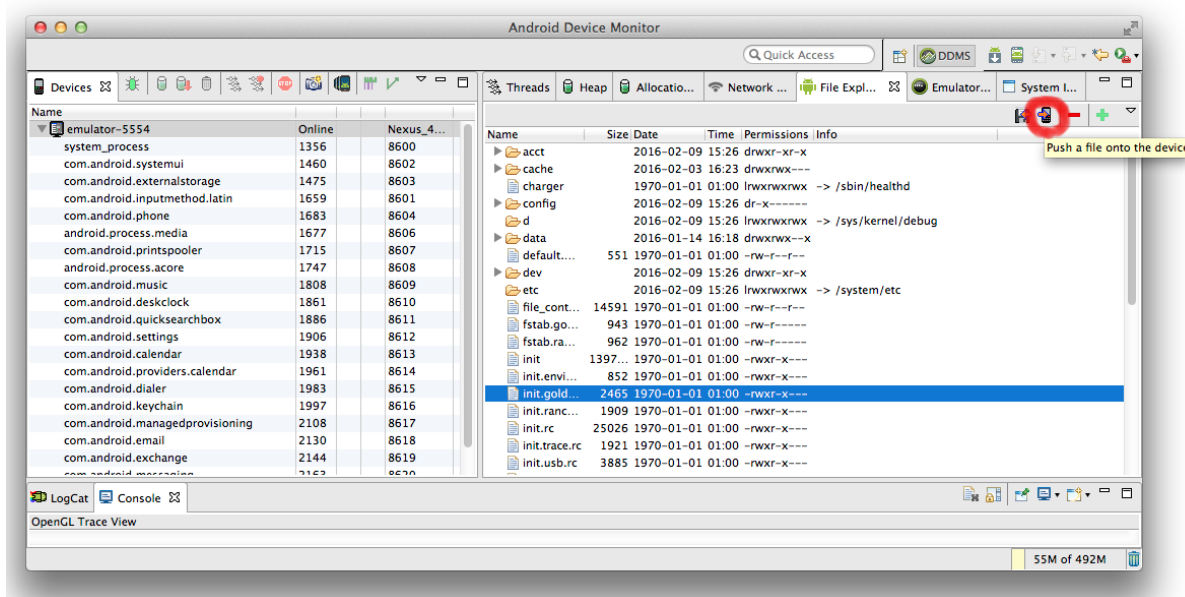 Android Device Monitor
Quick Access DDMS
Devices Threads Heap Allocatio... Network ... File Expl... Emulator... System I...
Push a file onto the device
Name
emulator-5554 Online Nexus_4...
system_process 1356 8600
com.android.systemui 1460 8602
com.android.externalstorage 1475 8603
com.android.inputmethod.latin 1659 8601
com.android.phone 1683 8604
android.process.media 1677 8606
com.android.printspooler 1715 8607
android.process.acore 1747 8608
com.android.music 1808 8609
com.android.deskclock 1861 8610
com.android.quicksearchbox 1886 8611
com.android.settings 1906 8612
com.android.calendar 1938 8613
com.android.providers.calendar 1961 8614
com.android.dialer 1983 8615
com.android.keychain 1997 8616
com.android.managedprovisioning 2108 8617
com.android.email 2130 8618
com.android.exchange 2144 8619
com.android.messaging 2163 8620
Name Size Date Time Permissions Info
acct 2016-02-09 15:26 drwxr-xr-x
cache 2016-02-03 16:23 drwxrwx---
charger 1970-01-01 01:00 lrwxrwxrwx -> /sbin/healthd
config 2016-02-09 15:26 dr-x------
d 2016-02-09 15:26 lrwxrwxrwx -> /sys/kernel/debug
data 2016-01-14 16:18 drwxrwx--x
default.... 551 1970-01-01 01:00 -rw-r--r--
dev 2016-02-09 15:26 drwxr-xr-x
etc 2016-02-09 15:26 lrwxrwxrwx -> /system/etc
file_cont... 14591 1970-01-01 01:00 -rw-r--r--
fstab.go... 943 1970-01-01 01:00 -rw-r-----
fstab.ra... 962 1970-01-01 01:00 -rw-r-----
init 1397... 1970-01-01 01:00 -rwxr-x---
init.envi... 852 1970-01-01 01:00 -rwxr-x---
init.gold... 2465 1970-01-01 01:00 -rwxr-x---
init.ranc... 1909 1970-01-01 01:00 -rwxr-x---
init.rc 25026 1970-01-01 01:00 -rwxr-x---
init.trace.rc 1921 1970-01-01 01:00 -rwxr-x---
init.usb.rc 3885 1970-01-01 01:00 -rwxr-x---
LogCat Console
OpenGL Trace View
55M of 492M